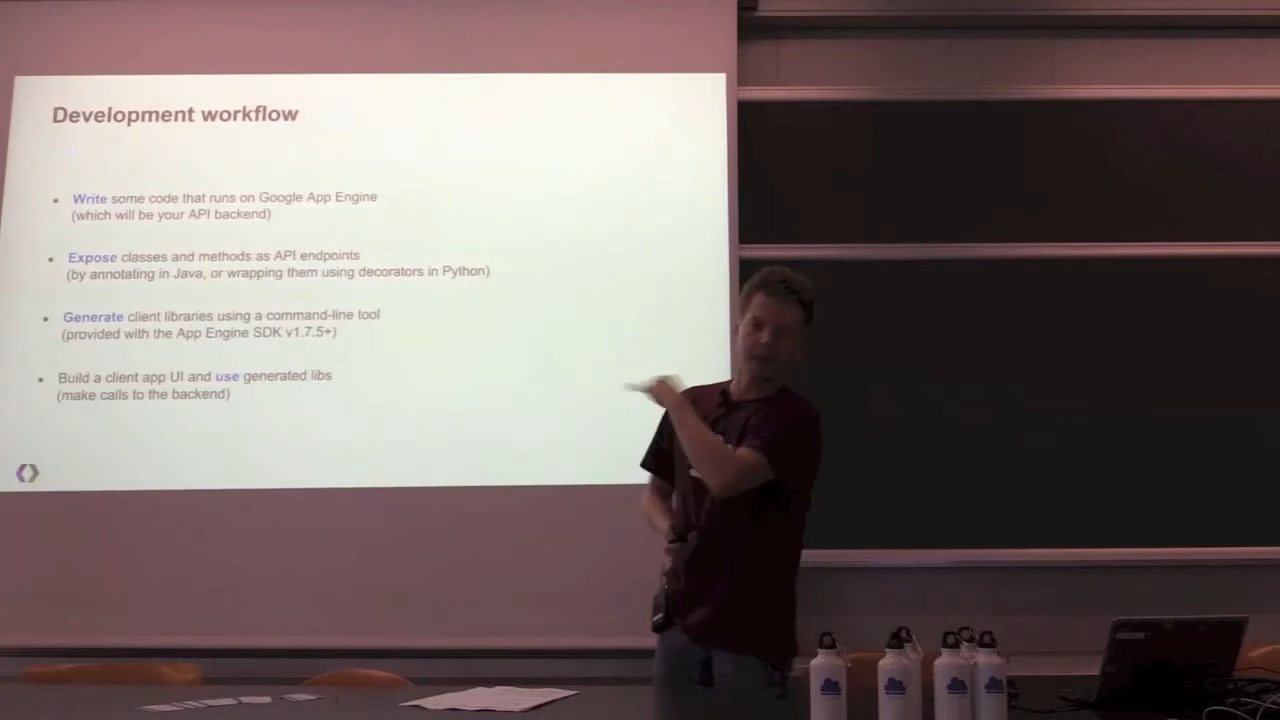 Development workflow
• Write some code that runs on Google App Engine
(which will be your API backend)
• Expose classes and methods as API endpoints
(by annotating in Java, or wrapping them using decorators in Python)
• Generate client libraries using a command-line tool
(provided with the App Engine SDK v1.7.5+)
• Build a client app UI and use generated libs
(make calls to the backend)